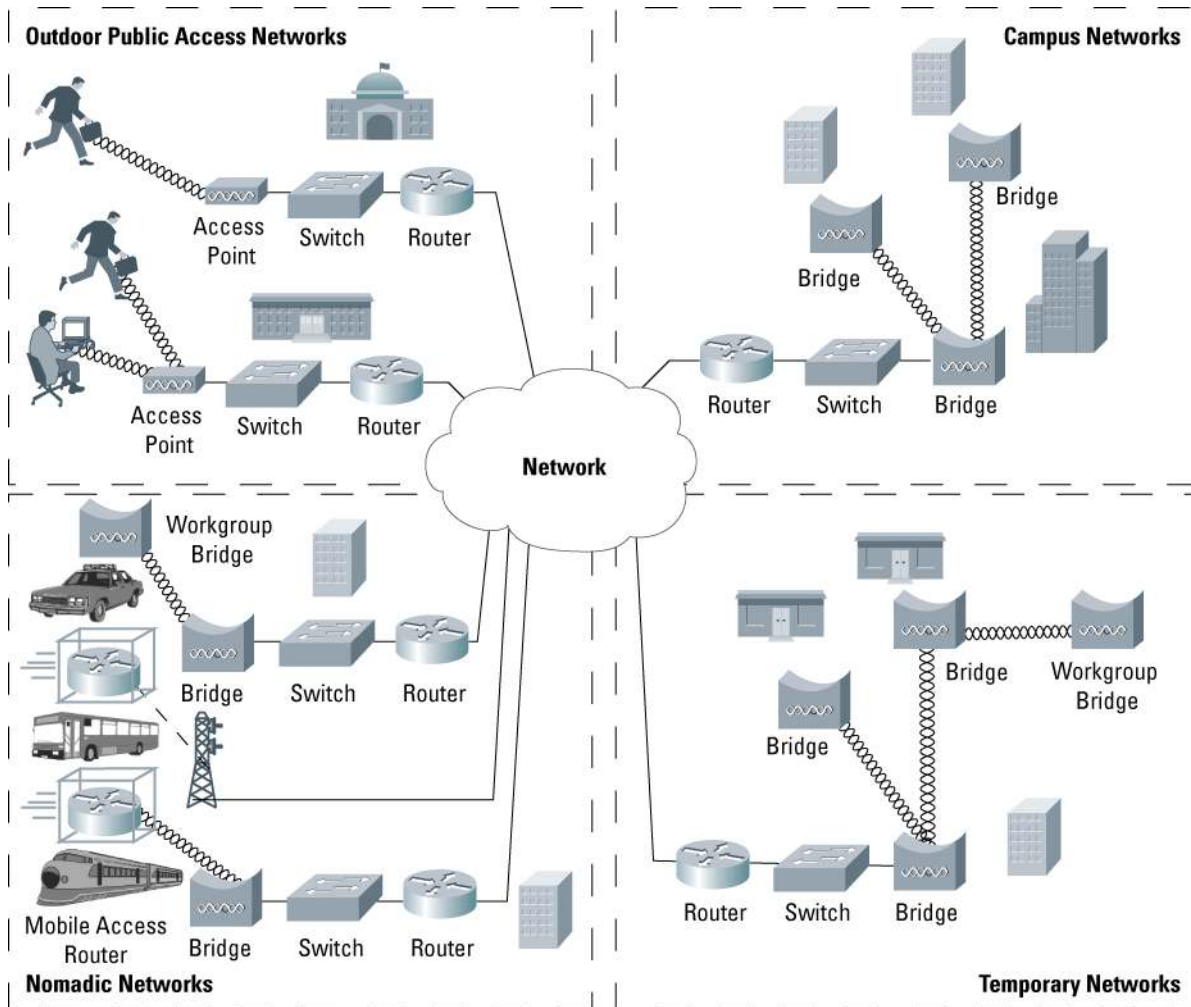 Outdoor Public Access Networks
Access
Point
Switch
Router
Access
Point
Switch
Router
Campus Networks
Bridge
Bridge
Router
Switch
Bridge
Network
Workgroup
Bridge
Bridge
Switch
Router
Mobile Access
Router
Bridge
Switch
Router
Nomadic Networks
Bridge
Workgroup
Bridge
Bridge
Router
Switch
Bridge
Temporary Networks